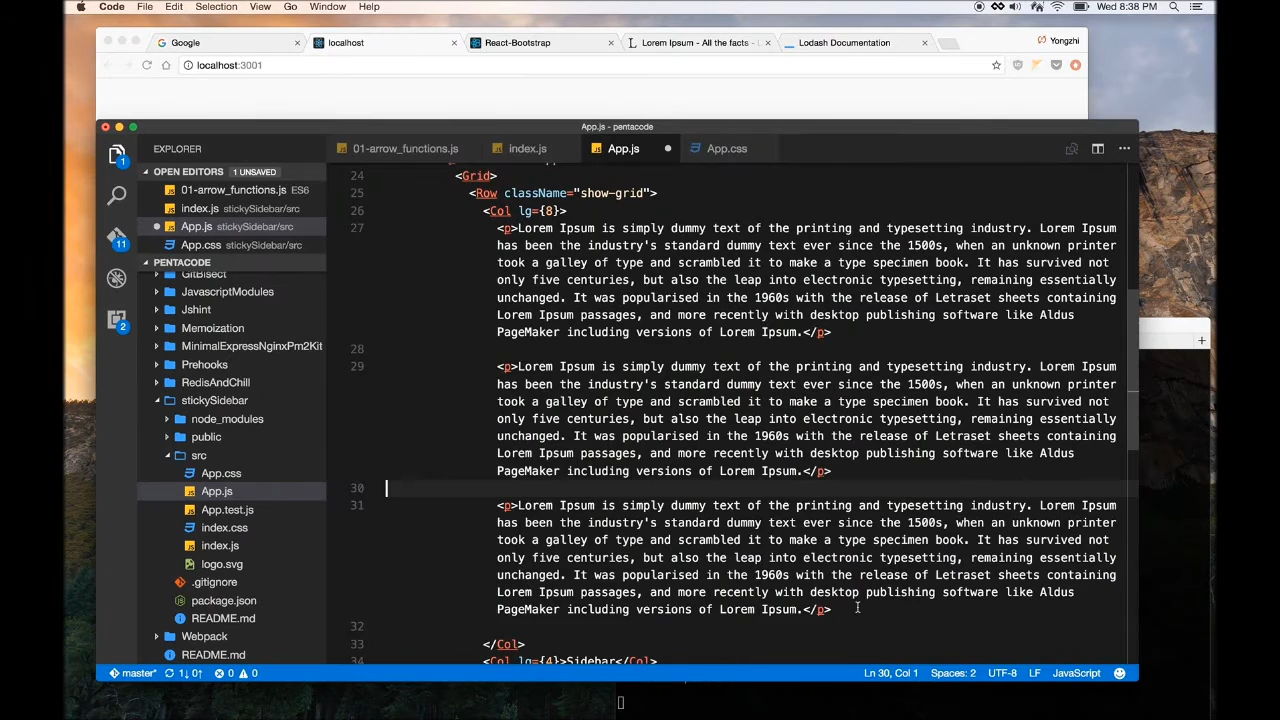 Code File Edit Selection View Go Window Help Wed 8:38 PM
Google localhost React-Bootstrap Lorem Ipsum - All the facts - Lodash Documentation Yongzhi
localhost:3001
App.js - pentacode
EXPLORER
OPEN EDITORS 1 UNSAVED
01-arrow_functions.js ES6
index.js stickySidebar/src
App.js stickySidebar/src
App.css stickySidebar/src
PENTACODE
GitBisect
JavascriptModules
Jshint
Memoization
MinimalExpressNginxPm2Kit
Prehooks
RedisAndChill
stickySidebar
node_modules
public
src
App.css
App.js
App.test.js
index.css
index.js
logo.svg
.gitignore
package.json
README.md
Webpack
README.md
11
1
2
01-arrow_functions.js index.js App.js App.css
24 <Grid>
25 <Row className="show-grid">
26 <Col lg={8}>
27 <p>Lorem Ipsum is simply dummy text of the printing and typesetting industry. Lorem Ipsum
has been the industry's standard dummy text ever since the 1500s, when an unknown printer
took a galley of type and scrambled it to make a type specimen book. It has survived not
only five centuries, but also the leap into electronic typesetting, remaining essentially
unchanged. It was popularised in the 1960s with the release of Letraset sheets containing
Lorem Ipsum passages, and more recently with desktop publishing software like Aldus
PageMaker including versions of Lorem Ipsum.</p>
28
29 <p>Lorem Ipsum is simply dummy text of the printing and typesetting industry. Lorem Ipsum
has been the industry's standard dummy text ever since the 1500s, when an unknown printer
took a galley of type and scrambled it to make a type specimen book. It has survived not
only five centuries, but also the leap into electronic typesetting, remaining essentially
unchanged. It was popularised in the 1960s with the release of Letraset sheets containing
Lorem Ipsum passages, and more recently with desktop publishing software like Aldus
PageMaker including versions of Lorem Ipsum.</p>
30
31 <p>Lorem Ipsum is simply dummy text of the printing and typesetting industry. Lorem Ipsum
has been the industry's standard dummy text ever since the 1500s, when an unknown printer
took a galley of type and scrambled it to make a type specimen book. It has survived not
only five centuries, but also the leap into electronic typesetting, remaining essentially
unchanged. It was popularised in the 1960s with the release of Letraset sheets containing
Lorem Ipsum passages, and more recently with desktop publishing software like Aldus
PageMaker including versions of Lorem Ipsum.</p>
32
33 </Col>
34 <Col lg={4}>Sidebar</Col>
master* 1↓ 0↑ 0 0 Ln 30, Col 1 Spaces: 2 UTF-8 LF JavaScript